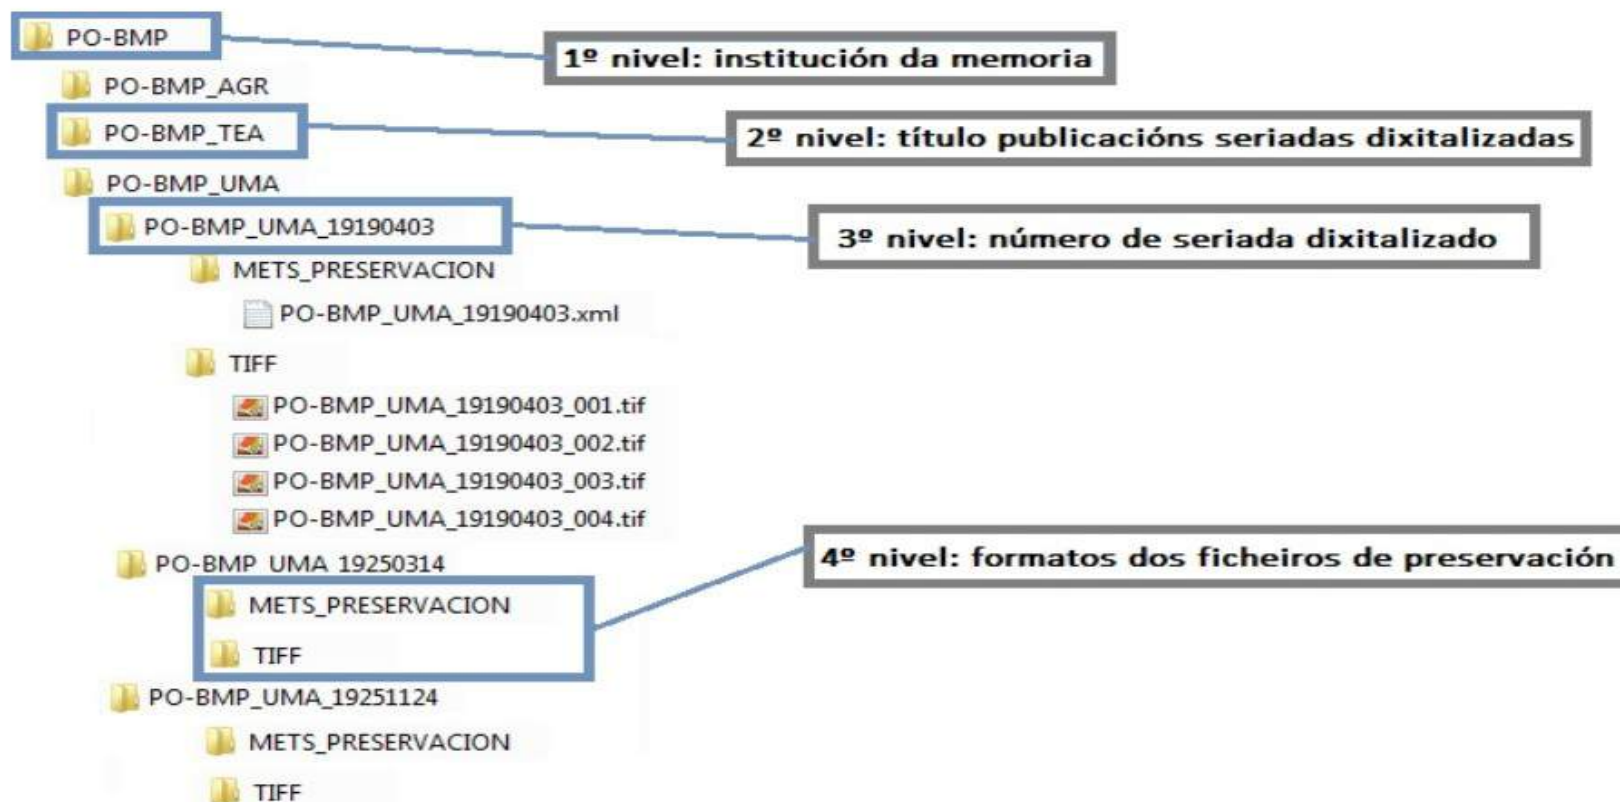 PO-BMP
1º nivel: institución da memoria
PO-BMP_AGR
PO-BMP_TEA
2º nivel: título publicacións seriadas dixitalizadas
PO-BMP_UMA
PO-BMP_UMA_19190403
3º nivel: número de seriada dixitalizado
METS_PRESERVACION
PO-BMP_UMA_19190403.xml
TIFF
PO-BMP_UMA_19190403_001.tif
PO-BMP_UMA_19190403_002.tif
PO-BMP_UMA_19190403_003.tif
PO-BMP_UMA_19190403_004.tif
4º nivel: formatos dos ficheiros de preservación
PO-BMP_UMA_19250314
METS_PRESERVACION
TIFF
PO-BMP_UMA_19251124
METS_PRESERVACION
TIFF